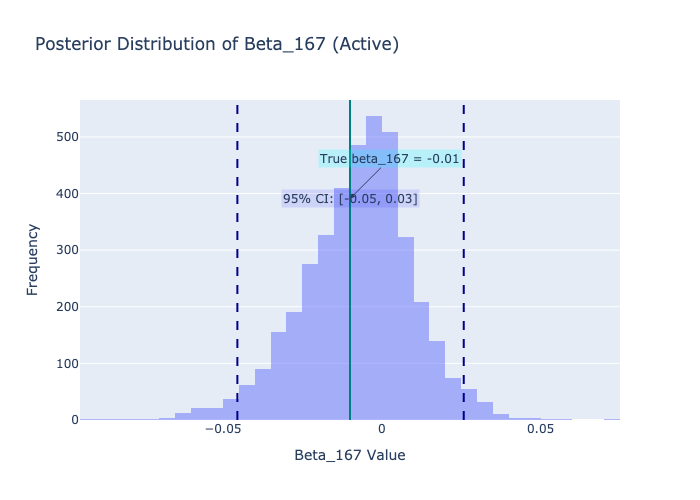 Posterior Distribution of Beta_167 (Active)
Frequency
500
400
300
200
100
0
True beta_167 = -0.01
95% CI: [-0.05, 0.03]
−0.05
0
0.05
Beta_167 Value